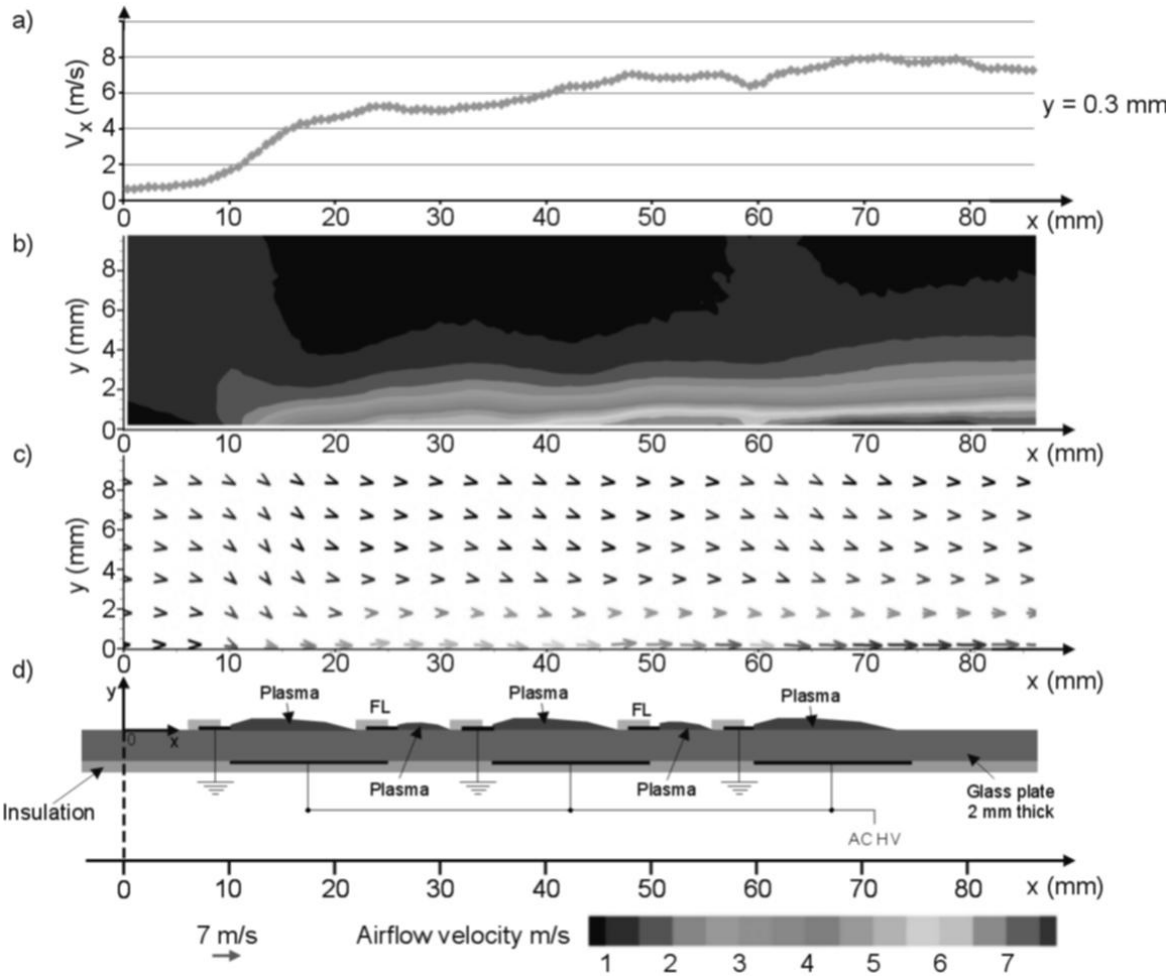 a)
8
6
4
2
0
V_x (m/s)
y = 0.3 mm
0 10 20 30 40 50 60 70 80
x (mm)
b)
8
6
4
2
0
y (mm)
0 10 20 30 40 50 60 70 80
x (mm)
c)
8
6
4
2
0
y (mm)
0 10 20 30 40 50 60 70 80
x (mm)
d)
y
Plasma Plasma Plasma
FL FL
0 x
Plasma Plasma
Insulation
Glass plate
2 mm thick
AC HV
0 10 20 30 40 50 60 70 80
x (mm)
7 m/s
Airflow velocity m/s
1 2 3 4 5 6 7